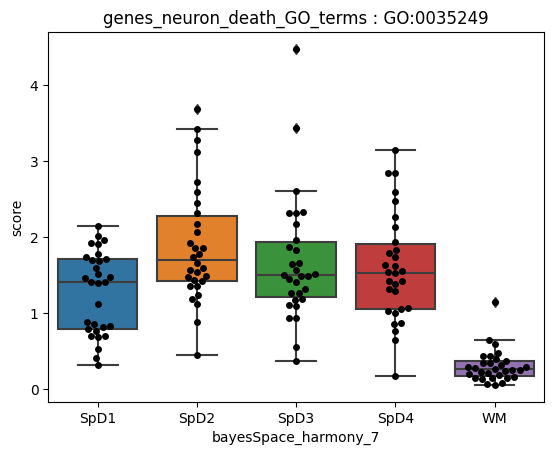 genes_neuron_death_GO_terms : GO:0035249
score
4
3
2
1
0
SpD1 SpD2 SpD3 SpD4 WM
bayesSpace_harmony_7